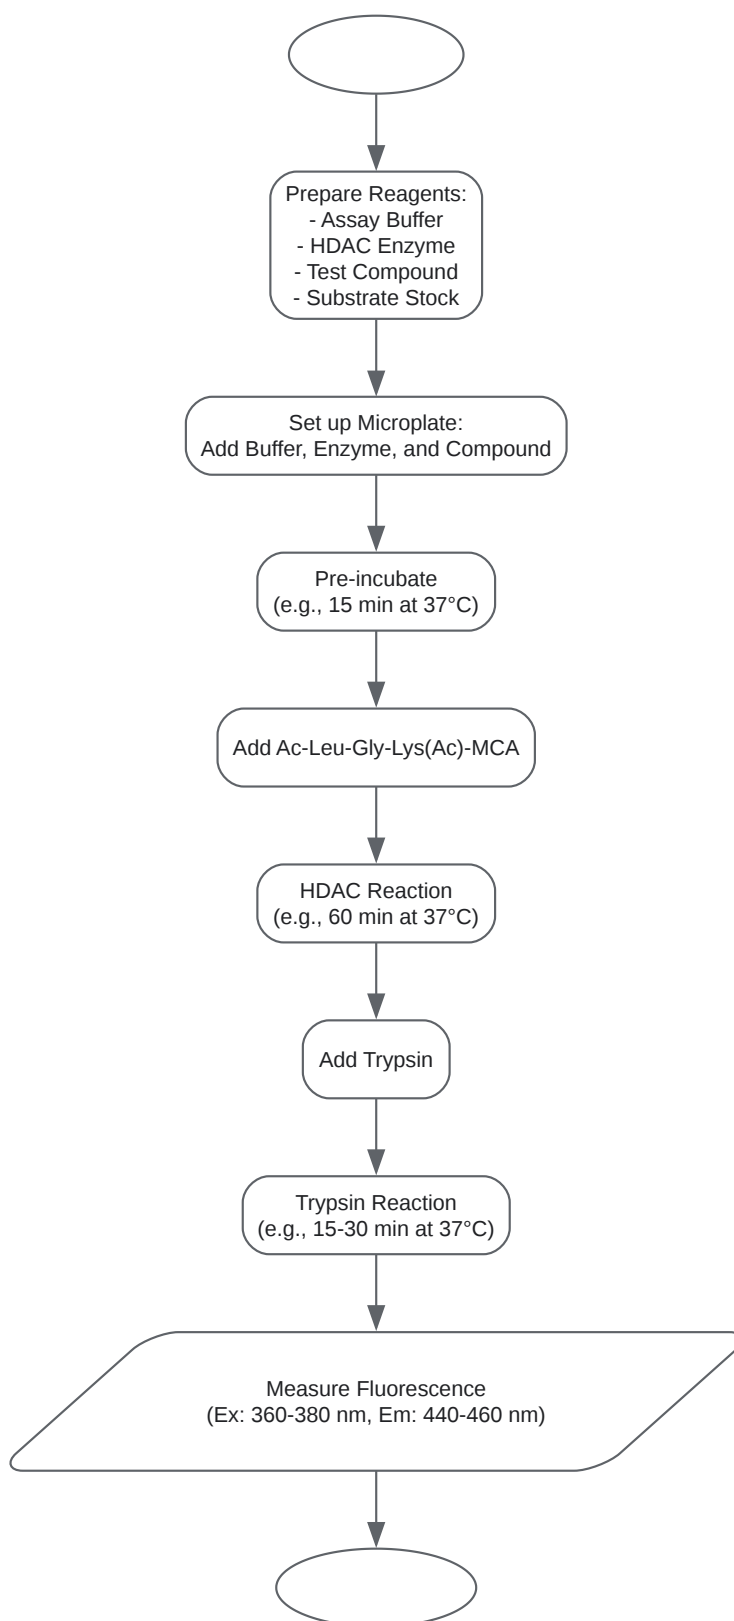 Prepare Reagents:
- Assay Buffer
- HDAC Enzyme
- Test Compound
- Substrate Stock
Set up Microplate:
Add Buffer, Enzyme, and Compound
Pre-incubate
(e.g., 15 min at 37°C)
Add Ac-Leu-Gly-Lys(Ac)-MCA
HDAC Reaction
(e.g., 60 min at 37°C)
Add Trypsin
Trypsin Reaction
(e.g., 15-30 min at 37°C)
Measure Fluorescence
(Ex: 360-380 nm, Em: 440-460 nm)